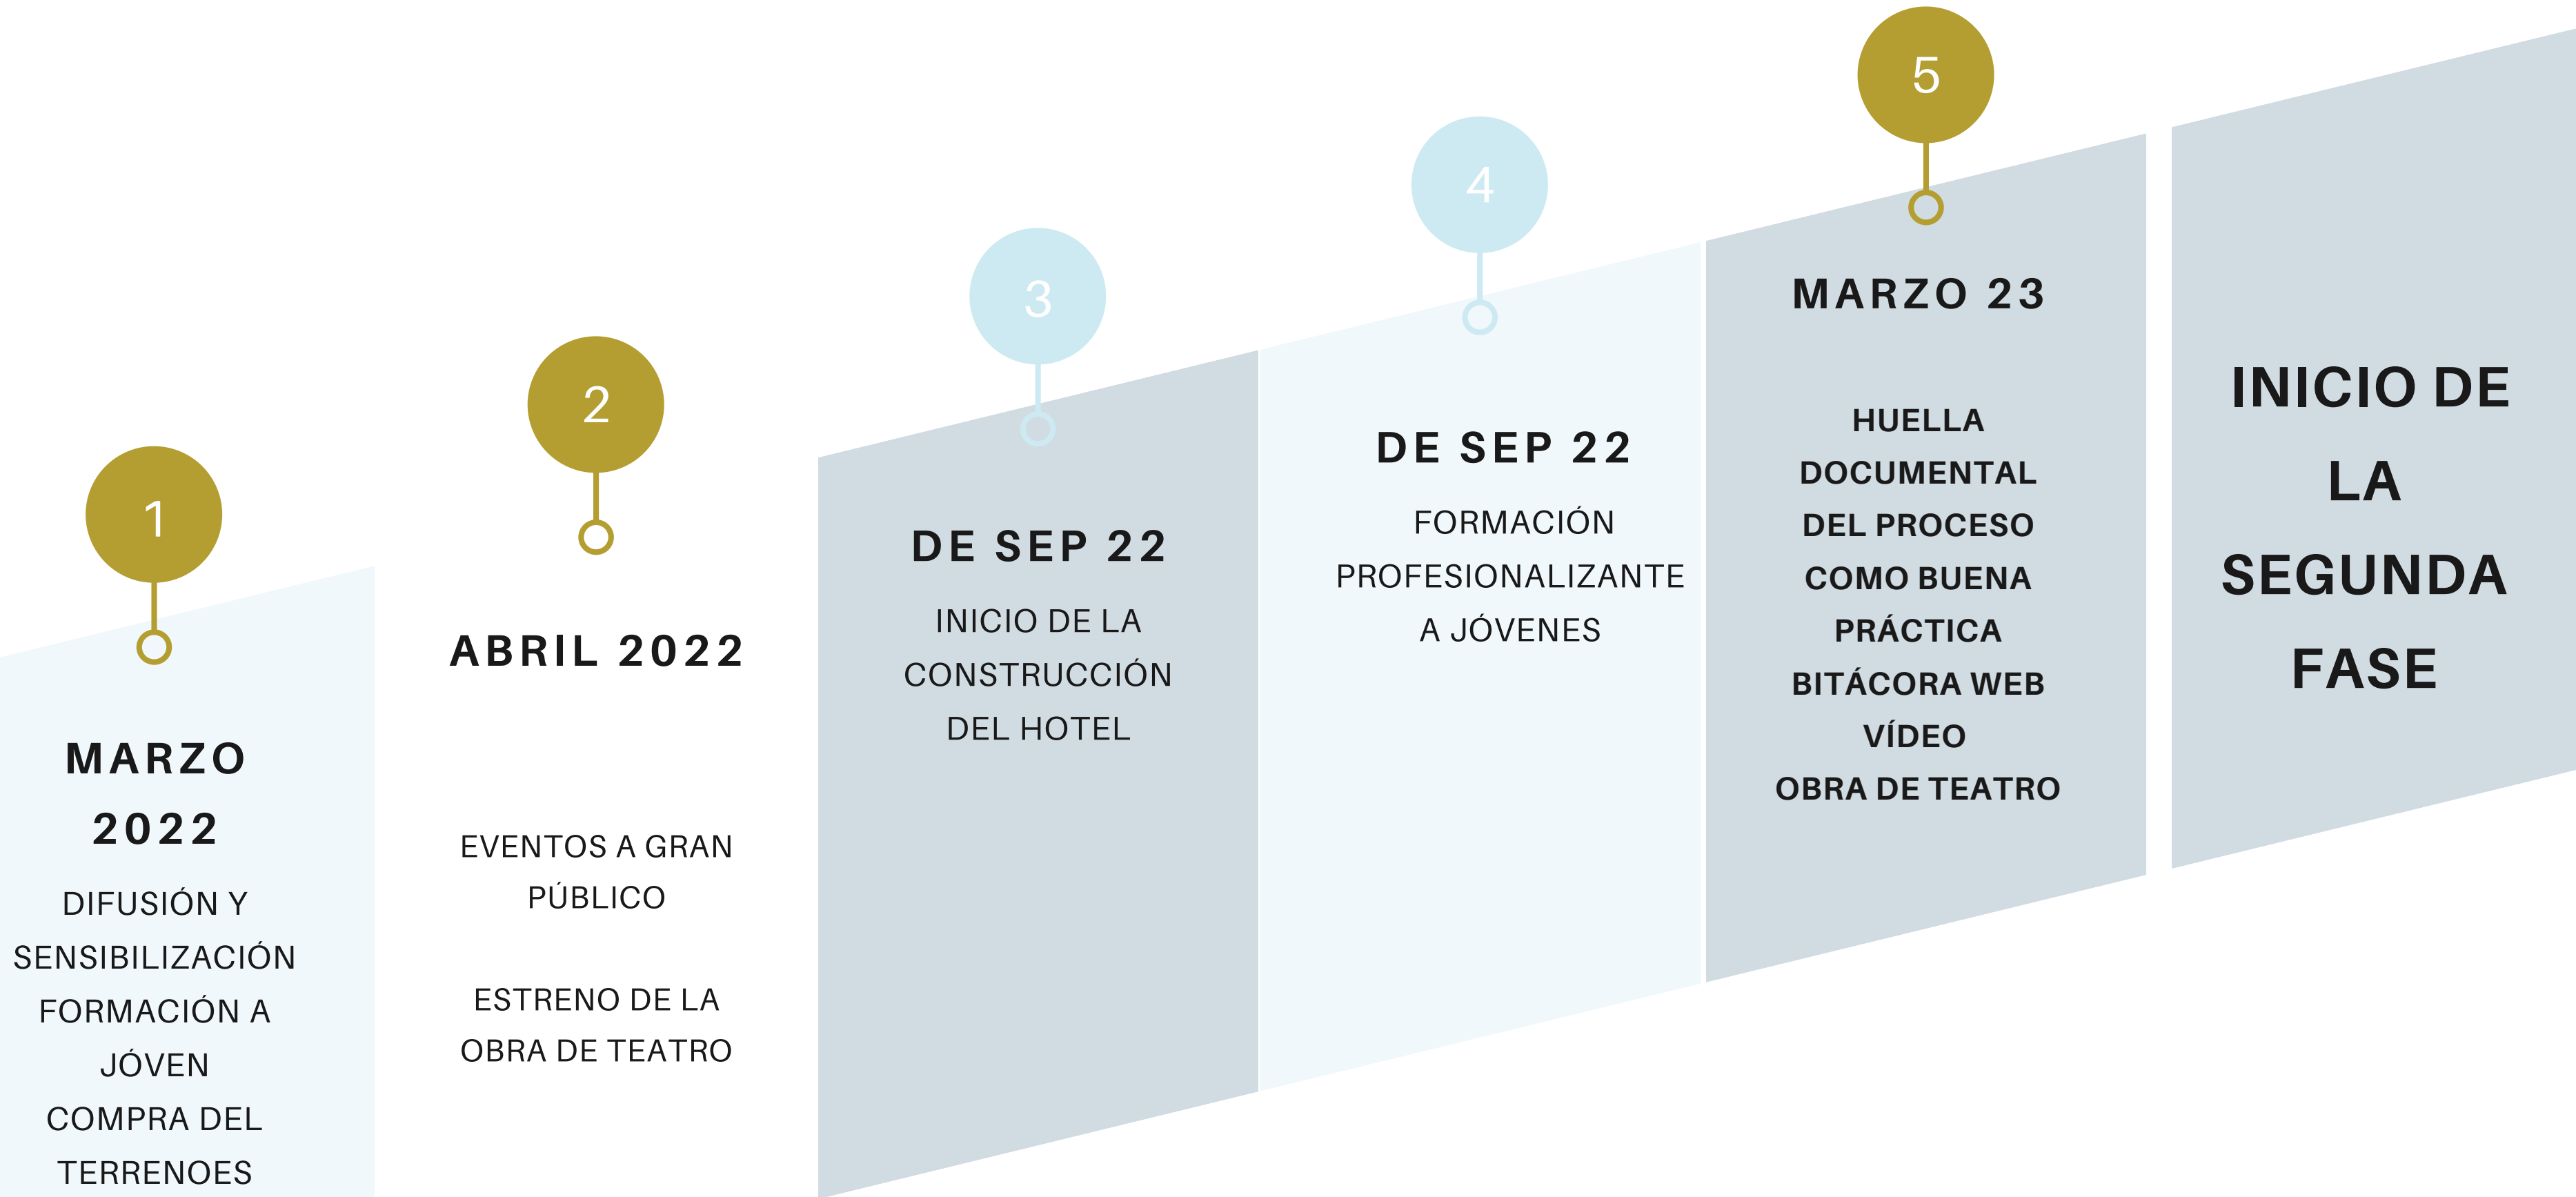 1
MARZO
2022
DIFUSIÓN Y
SENSIBILIZACIÓN
FORMACIÓN A
JÓVEN
COMPRA DEL
TERRENOES
2
ABRIL 2022
EVENTOS A GRAN
PÚBLICO
ESTRENO DE LA
OBRA DE TEATRO
3
DE SEP 22
INICIO DE LA
CONSTRUCCIÓN
DEL HOTEL
4
DE SEP 22
FORMACIÓN
PROFESIONALIZANTE
A JÓVENES
5
MARZO 23
HUELLA
DOCUMENTAL
DEL PROCESO
COMO BUENA
PRÁCTICA
BITÁCORA WEB
VÍDEO
OBRA DE TEATRO
INICIO DE
LA
SEGUNDA
FASE